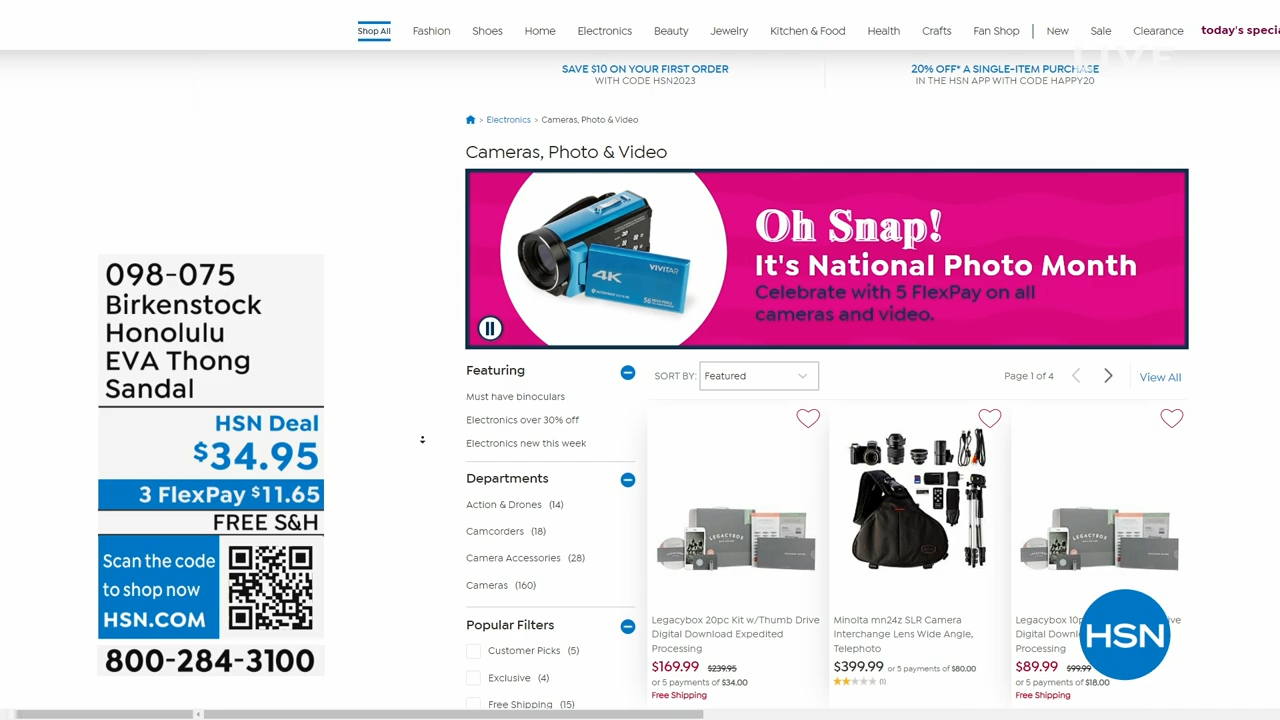 Shop All Fashion Shoes Home Electronics Beauty Jewelry Kitchen & Food Health Crafts Fan Shop New Sale Clearance today's specia
LIVE
SAVE $10 ON YOUR FIRST ORDER
WITH CODE HSN2023
20% OFF* A SINGLE-ITEM PURCHASE
IN THE HSN APP WITH CODE HAPPY20
> Electronics > Cameras, Photo & Video
Cameras, Photo & Video
4K
VIVITAR
56 MEGA PIXELS
Oh Snap!
It's National Photo Month
Celebrate with 5 FlexPay on all
cameras and video.
098-075
Birkenstock
Honolulu
EVA Thong
Sandal
HSN Deal
$34.95
3 FlexPay $11.65
FREE S&H
Scan the code
to shop now
HSN.COM
800-284-3100
Featuring
Must have binoculars
Electronics over 30% off
Electronics new this week
Departments
Action & Drones (14)
Camcorders (18)
Camera Accessories (28)
Cameras (160)
Popular Filters
Customer Picks (5)
Exclusive (4)
Free Shipping (15)
SORT BY: Featured
Page 1 of 4
View All
LEGACYBOX
Legacybox 20pc Kit w/Thumb Drive
Digital Download Expedited
Processing
$169.99 $239.95
or 5 payments of $34.00
Free Shipping
Minolta mn24z SLR Camera
Interchange Lens Wide Angle,
Telephoto
$399.99 or 5 payments of $80.00
(1)
LEGACYBOX
Legacybox 10p
Digital Downl
Processing
$89.99 $99.99
or 5 payments of $18.00
Free Shipping
HSN